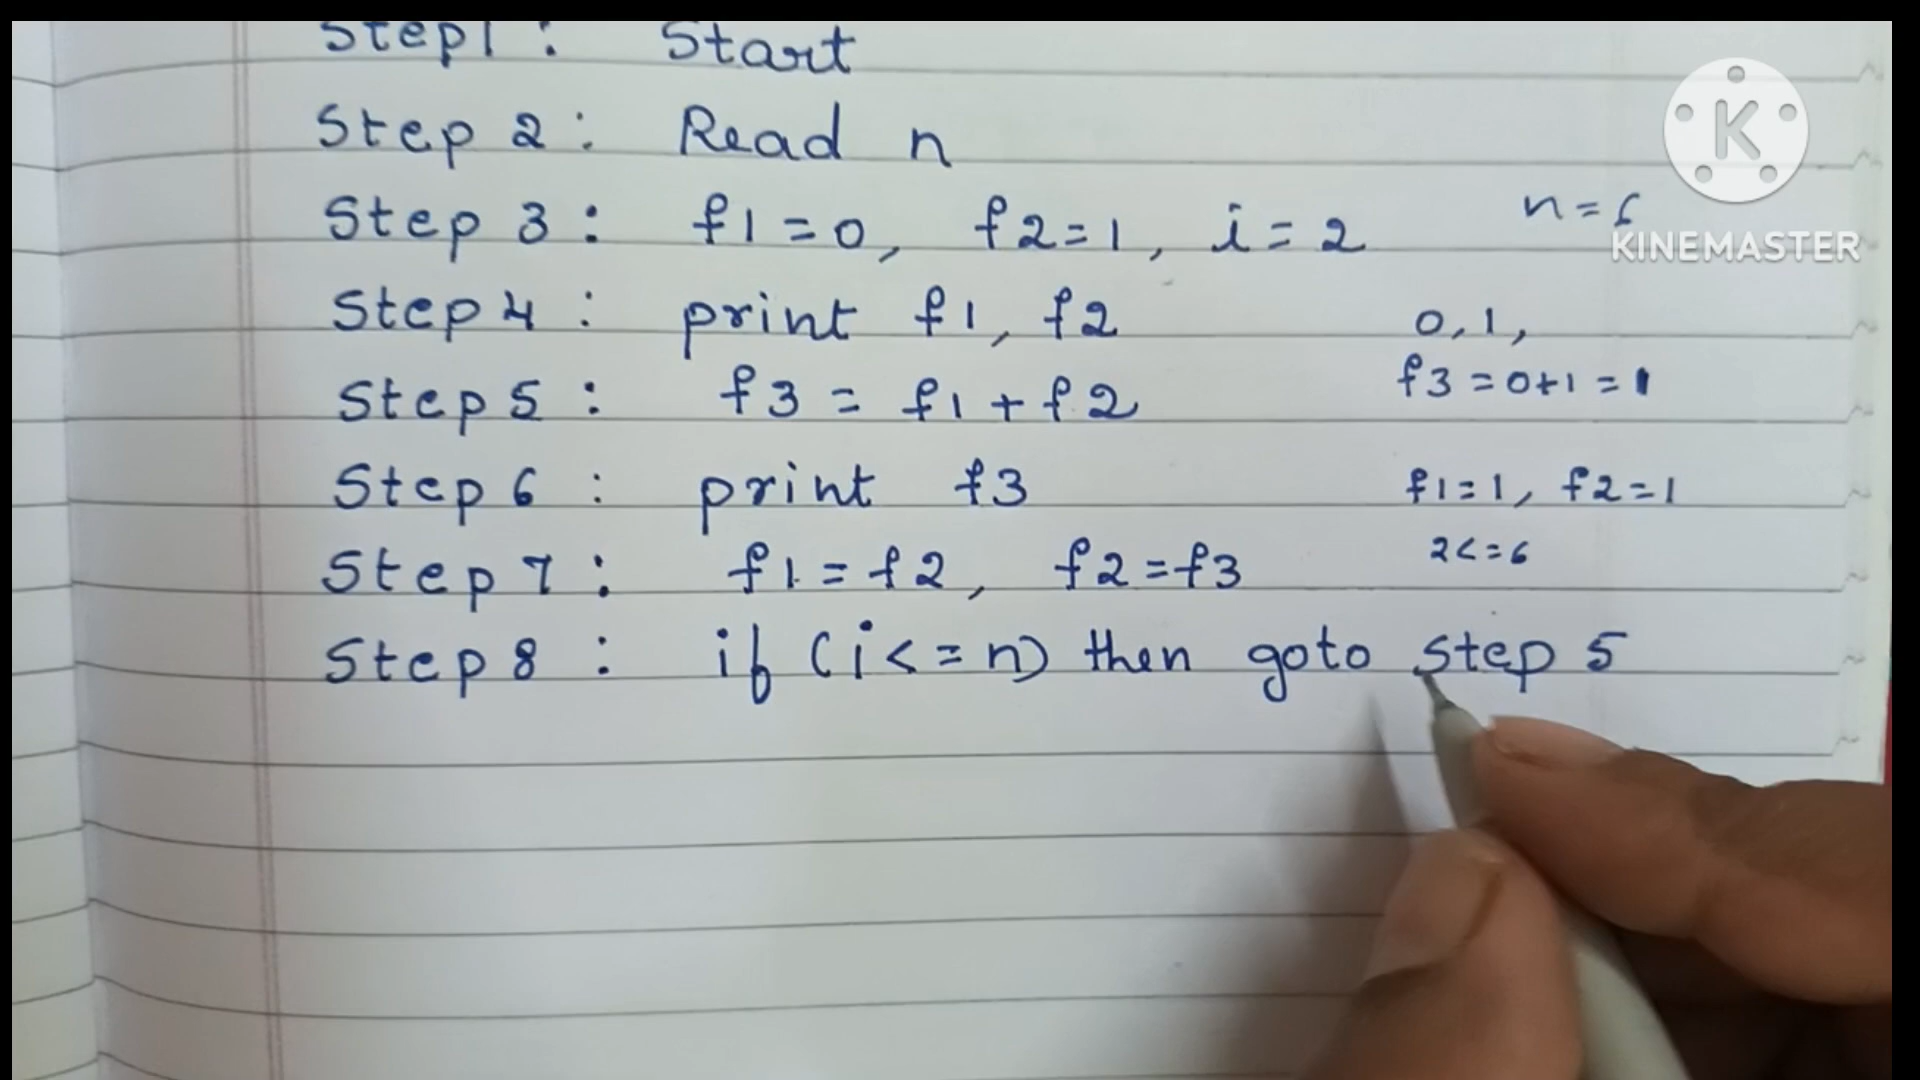 Step1 : Start
Step 2 : Read n
Step 3 : f1=0, f2=1, i=2
n=6
KINEMASTER
Step 4 : print f1, f2
0, 1,
Step 5 : f3 = f1+f2
f3=0+1=1
Step 6 : print f3
f1=1, f2=1
Step 7 : f1=f2, f2=f3
2<=6
Step 8 : if (i<=n) then goto step 5